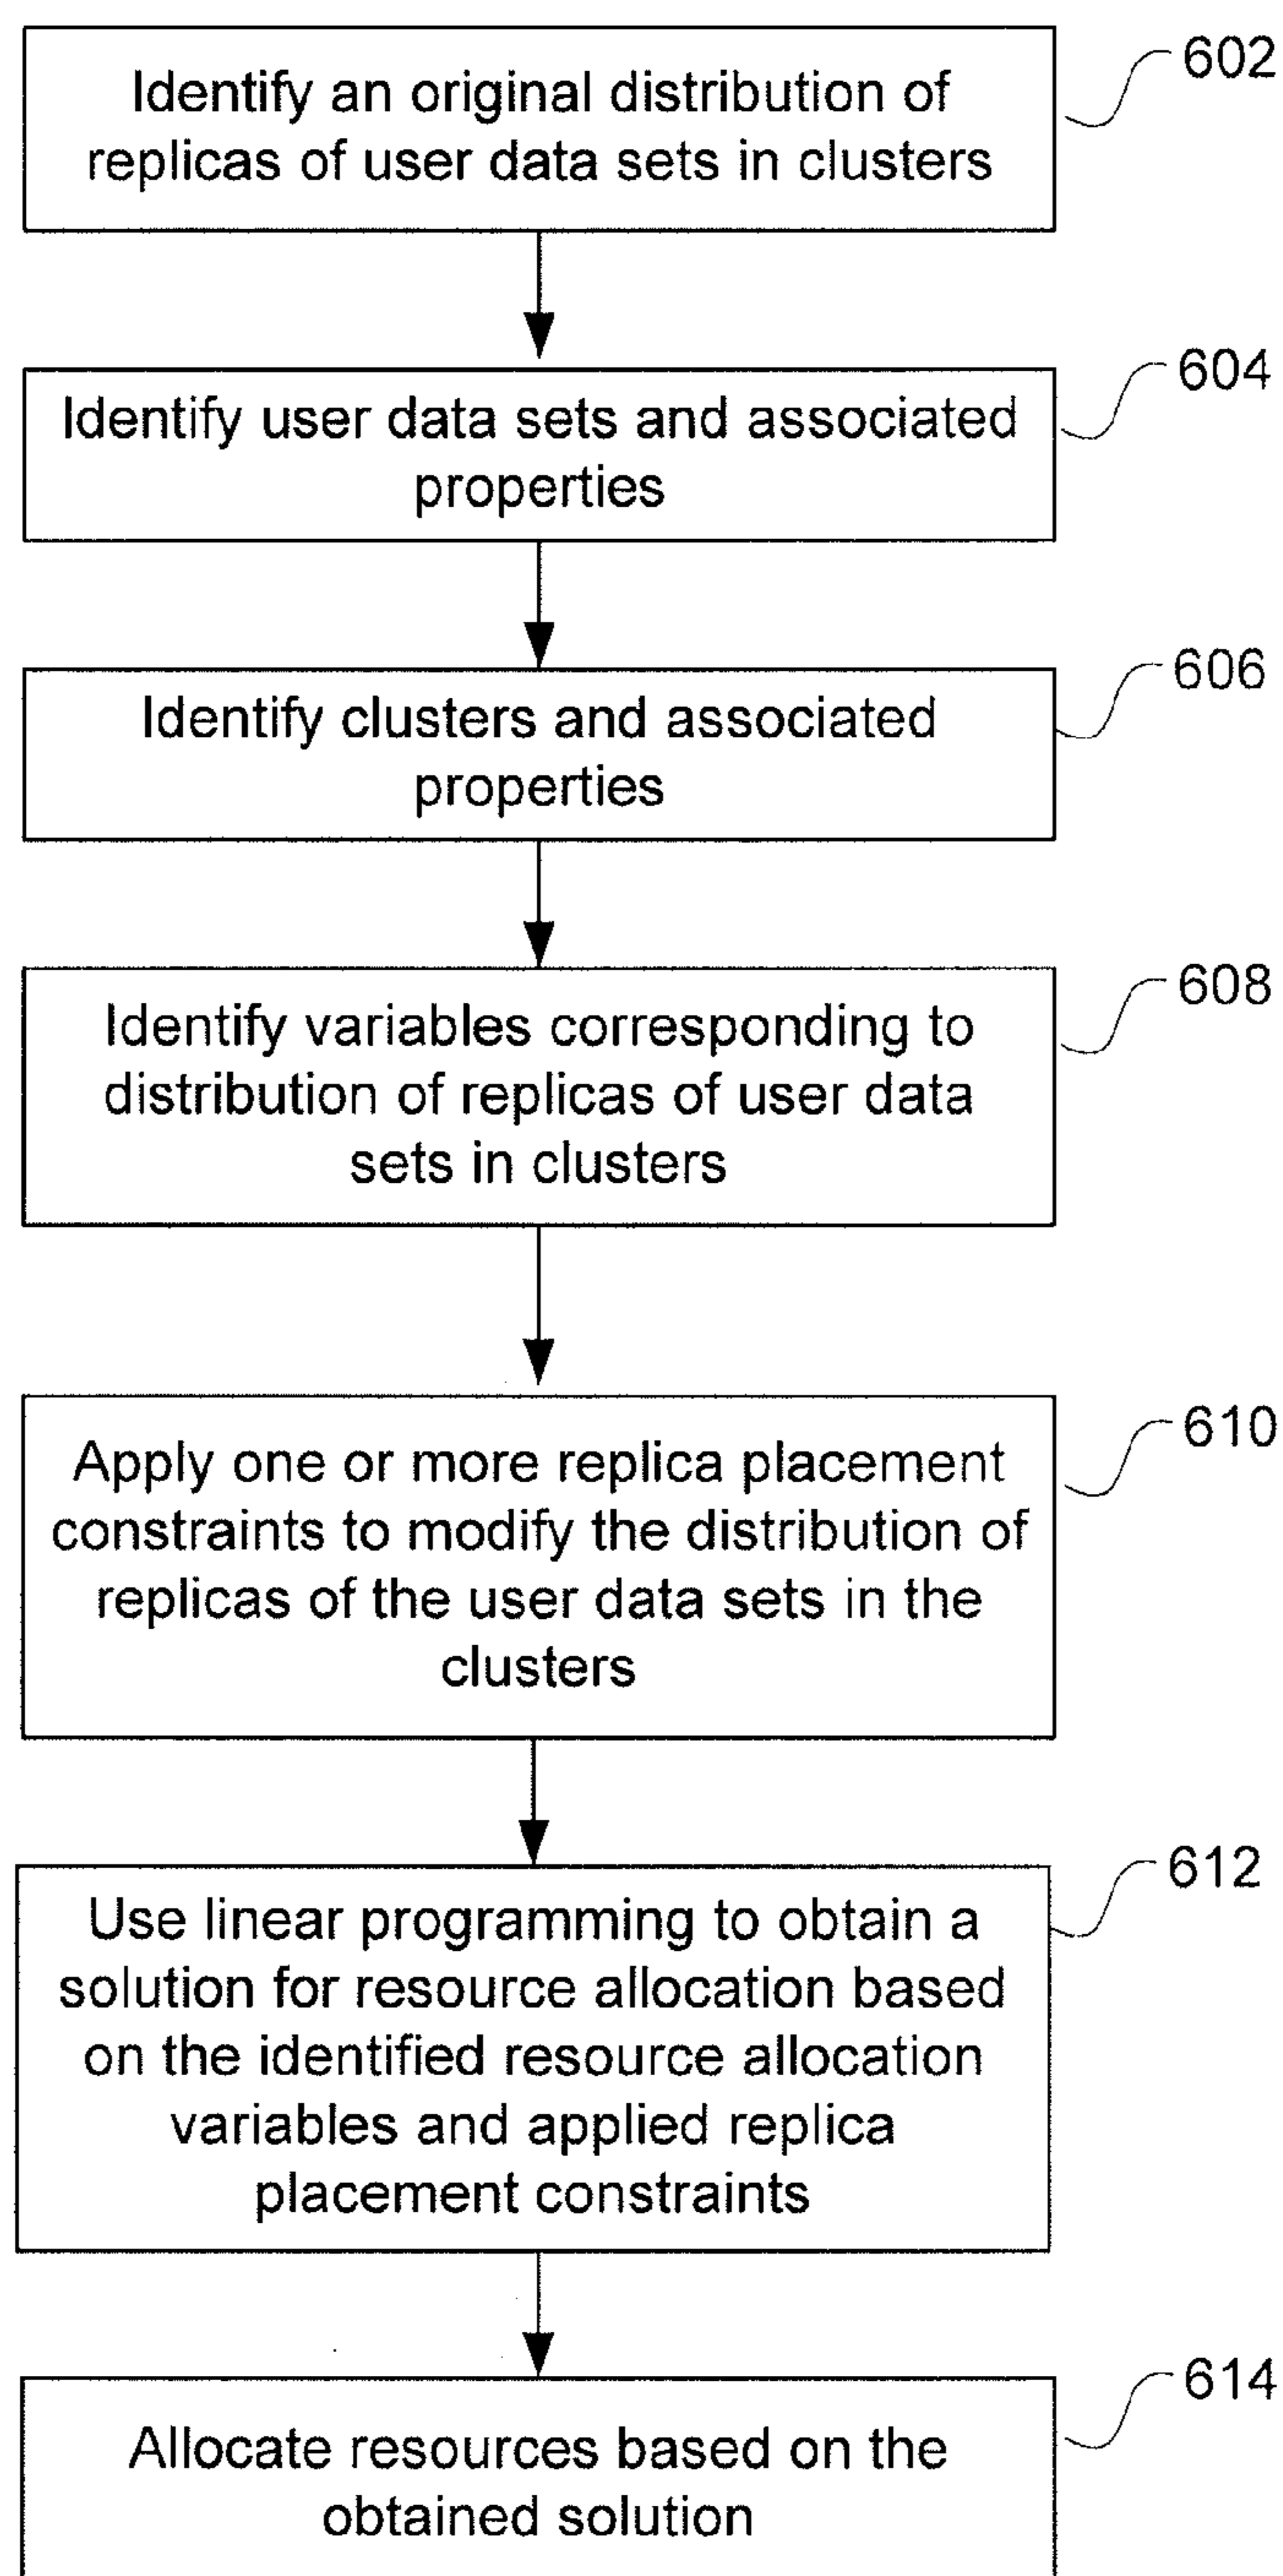 602
Identify an original distribution of
replicas of user data sets in clusters
604
Identify user data sets and associated
properties
606
Identify clusters and associated
properties
608
Identify variables corresponding to
distribution of replicas of user data
sets in clusters
610
Apply one or more replica placement
constraints to modify the distribution of
replicas of the user data sets in the
clusters
612
Use linear programming to obtain a
solution for resource allocation based
on the identified resource allocation
variables and applied replica
placement constraints
614
Allocate resources based on the
obtained solution